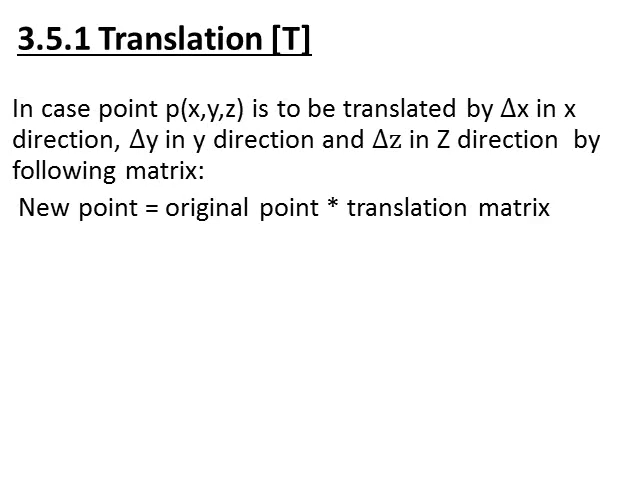 3.5.1 Translation [T]
In case point p(x,y,z) is to be translated by Δx in x
direction, Δy in y direction and Δz in Z direction by
following matrix:
New point = original point * translation matrix